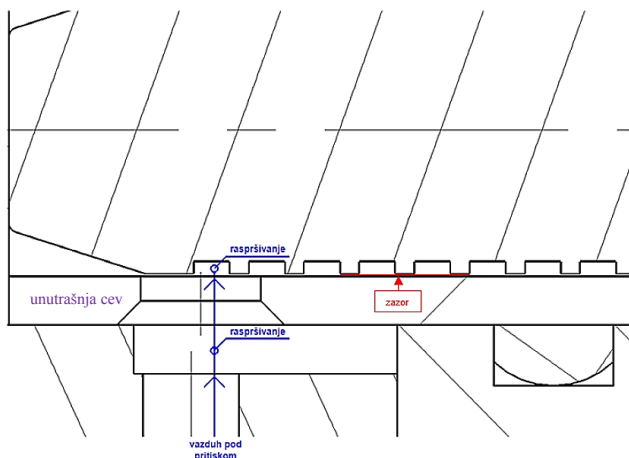 raspršivanje
unutrašnja cev
zazor
raspršivanje
vazduh pod
pritiskom